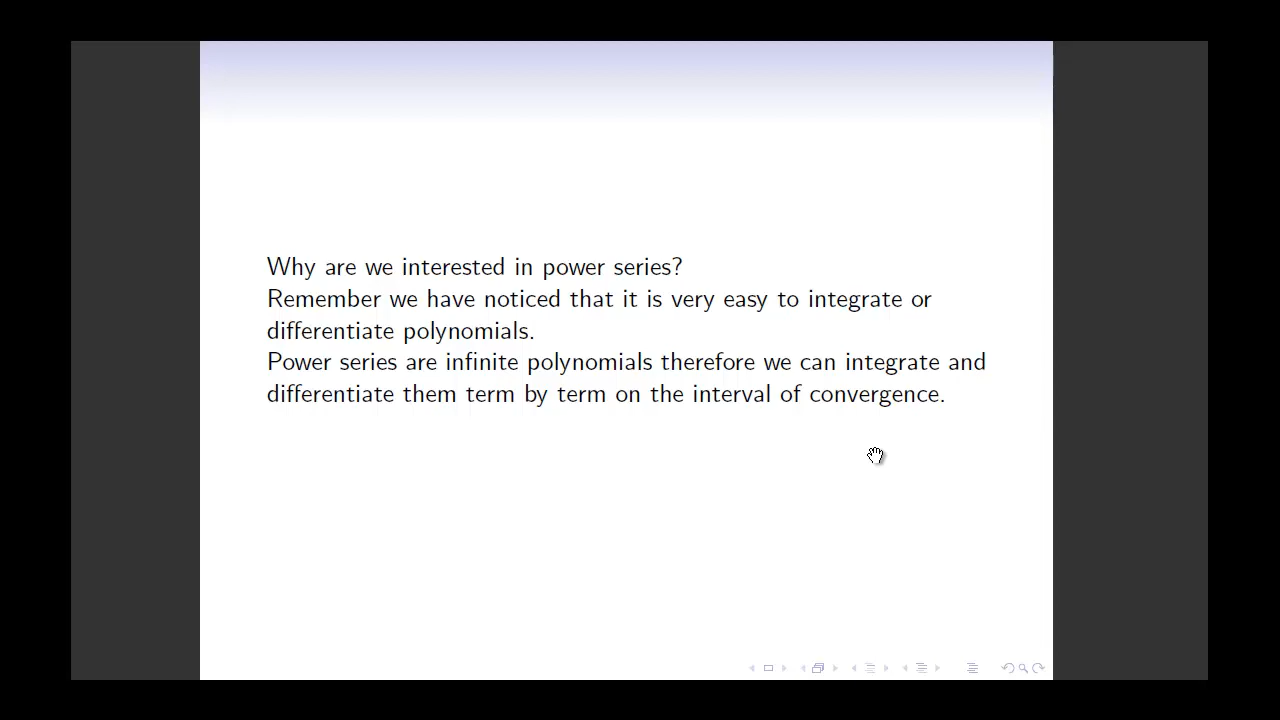 Why are we interested in power series?
Remember we have noticed that it is very easy to integrate or
differentiate polynomials.
Power series are infinite polynomials therefore we can integrate and
differentiate them term by term on the interval of convergence.